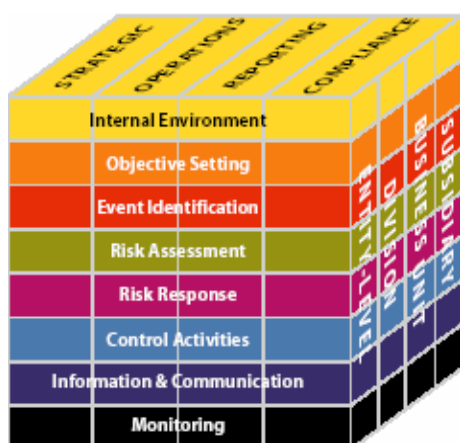 STRATEGIC
OPERATIONS
REPORTING
COMPLIANCE
Internal Environment
Objective Setting
Event Identification
Risk Assessment
Risk Response
Control Activities
Information & Communication
Monitoring
ENTITY-LEVEL
DIVISION
BUSINESS UNIT
SUBSIDIARY